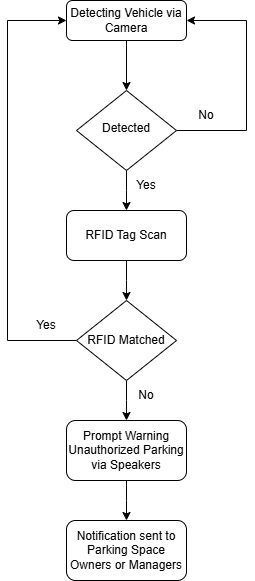 Detecting Vehicle via
Camera
Detected
No
Yes
RFID Tag Scan
RFID Matched
Yes
No
Prompt Warning
Unauthorized Parking
via Speakers
Notification sent to
Parking Space
Owners or Managers